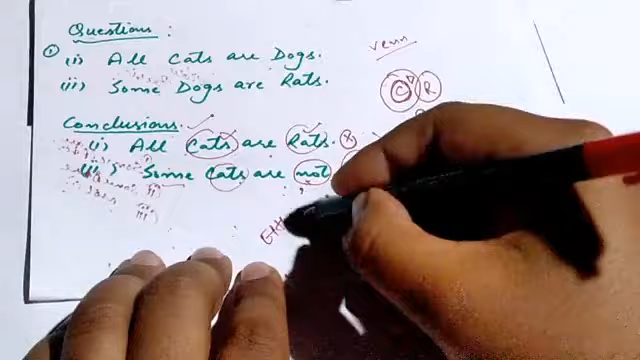 Questions :
① (i) All Cats are Dogs.
(ii) Some Dogs are Rats.
venn
C D R
Conclusions.
(i) All Cats are Rats.
(ii) Some Cats are not